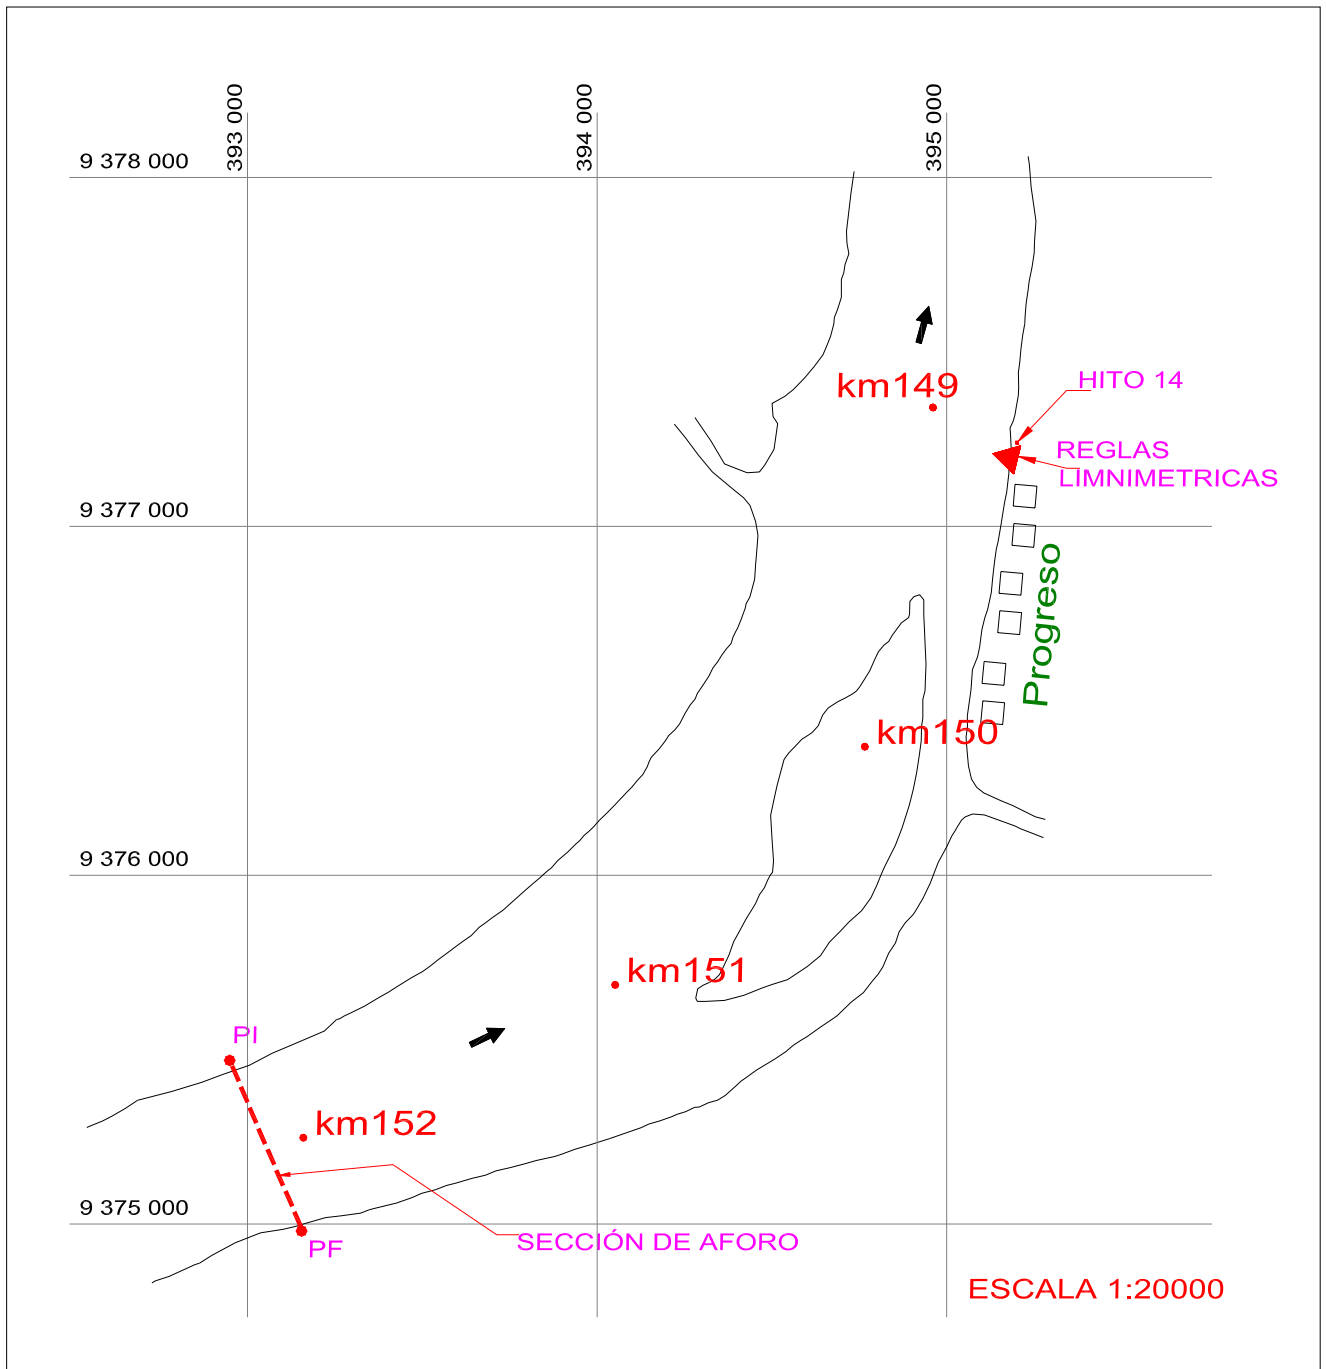 393 000
394 000
395 000
9 378 000
km149
HITO 14
REGLAS
LIMNIMETRICAS
9 377 000
Progreso
km150
9 376 000
km151
PI
km152
9 375 000
PF
SECCIÓN DE AFORO
ESCALA 1:20000